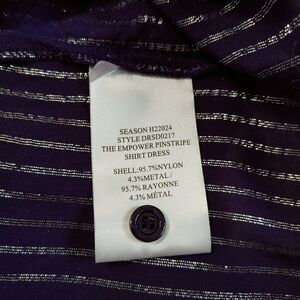 SEASON H22024
STYLE DRSD0217
THE EMPOWER PINSTRIPE
SHIRT DRESS
SHELL:95.7%NYLON
4.3%METAL/
95.7% RAYONNE
4.3% MÉTAL